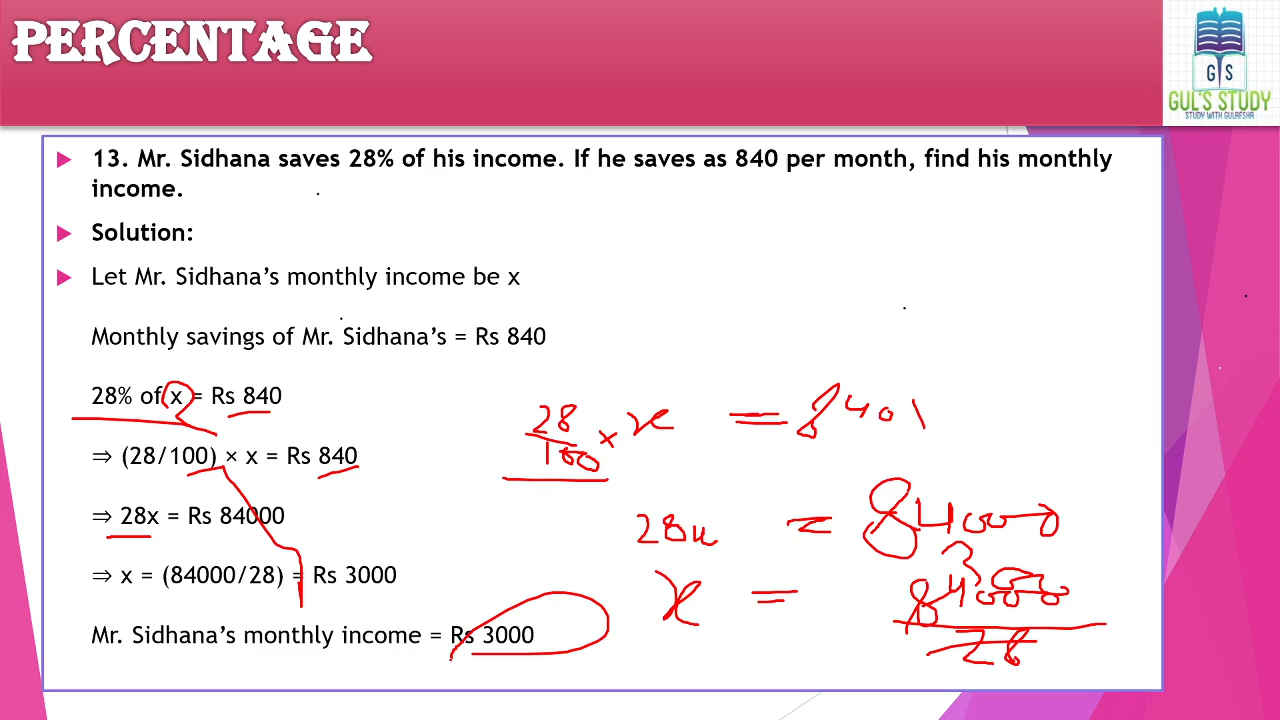 PERCENTAGE
G S
GUL'S STUDY
STUDY WITH GULAFSHA
13. Mr. Sidhana saves 28% of his income. If he saves as 840 per month, find his monthly
income.
Solution:
Let Mr. Sidhana’s monthly income be x
Monthly savings of Mr. Sidhana’s = Rs 840
28% of x = Rs 840
⇒ (28/100) × x = Rs 840
⇒ 28x = Rs 84000
⇒ x = (84000/28) = Rs 3000
Mr. Sidhana’s monthly income = Rs 3000
28
100 × x = 840
28x = 84000
x = 84000
28